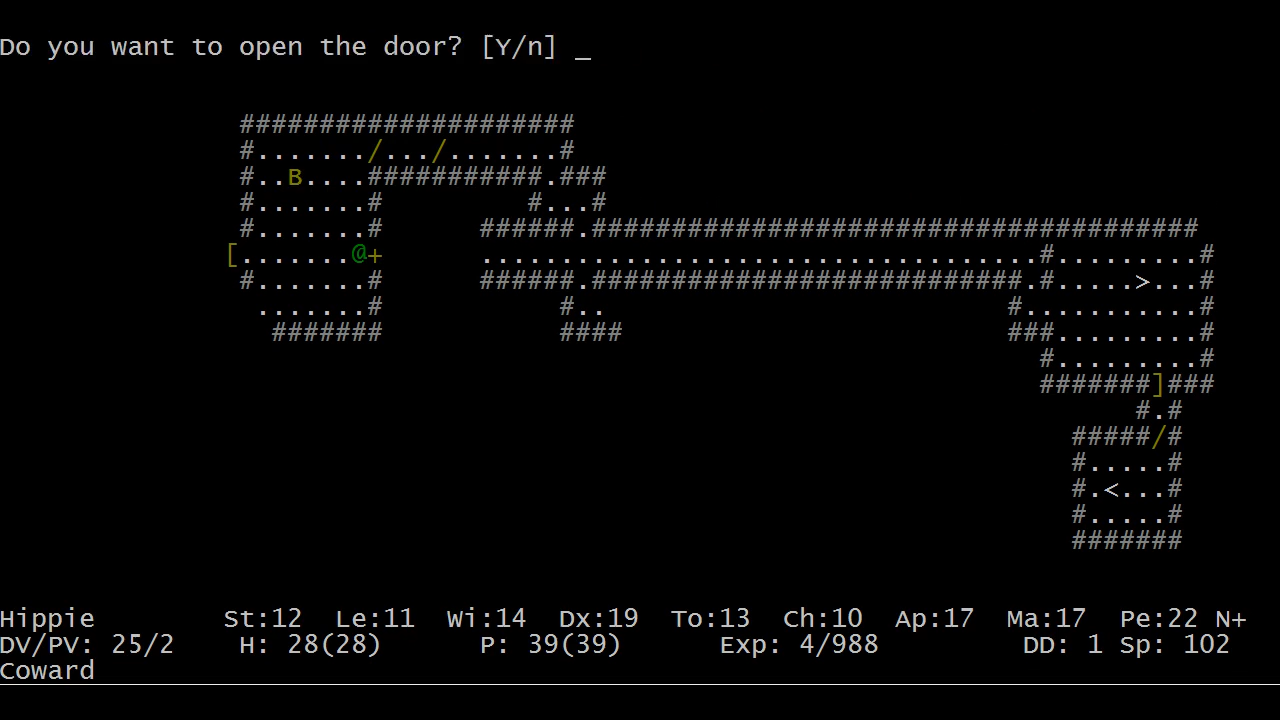 Do you want to open the door? [Y/n] _
#####################
#......./.../.......#
#..B....###########.###
#.......# #...#
#.......# ######.######################################
[.......@+ ...................................#.........#
#.......# ######.###########################.#.....>...#
.......# #.. #...........#
####### #### ###.........#
#.........#
#######]###
#.#
#####/#
#.....#
#.<...#
#.....#
#######
Hippie St:12 Le:11 Wi:14 Dx:19 To:13 Ch:10 Ap:17 Ma:17 Pe:22 N+
DV/PV: 25/2 H: 28(28) P: 39(39) Exp: 4/988 DD: 1 Sp: 102
Coward